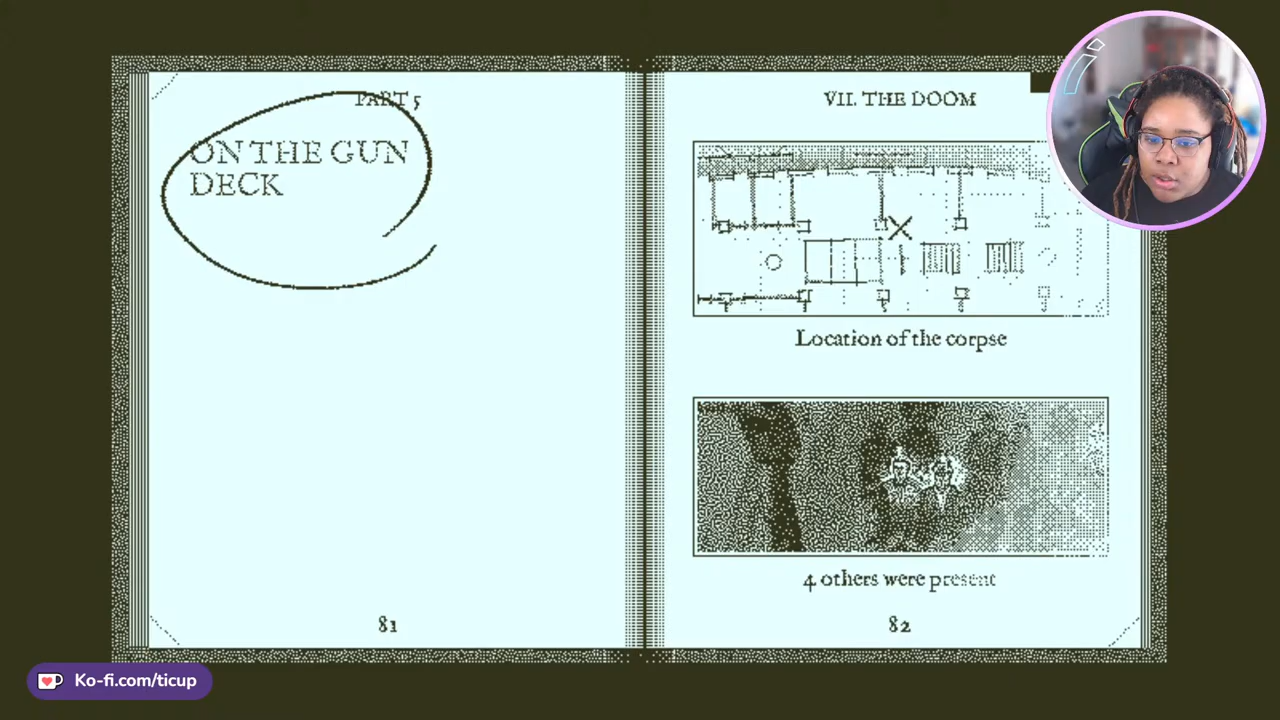 PART 5
ON THE GUN
DECK
81
VII. THE DOOM
Location of the corpse
4 others were present
82
Ko-fi.com/ticup